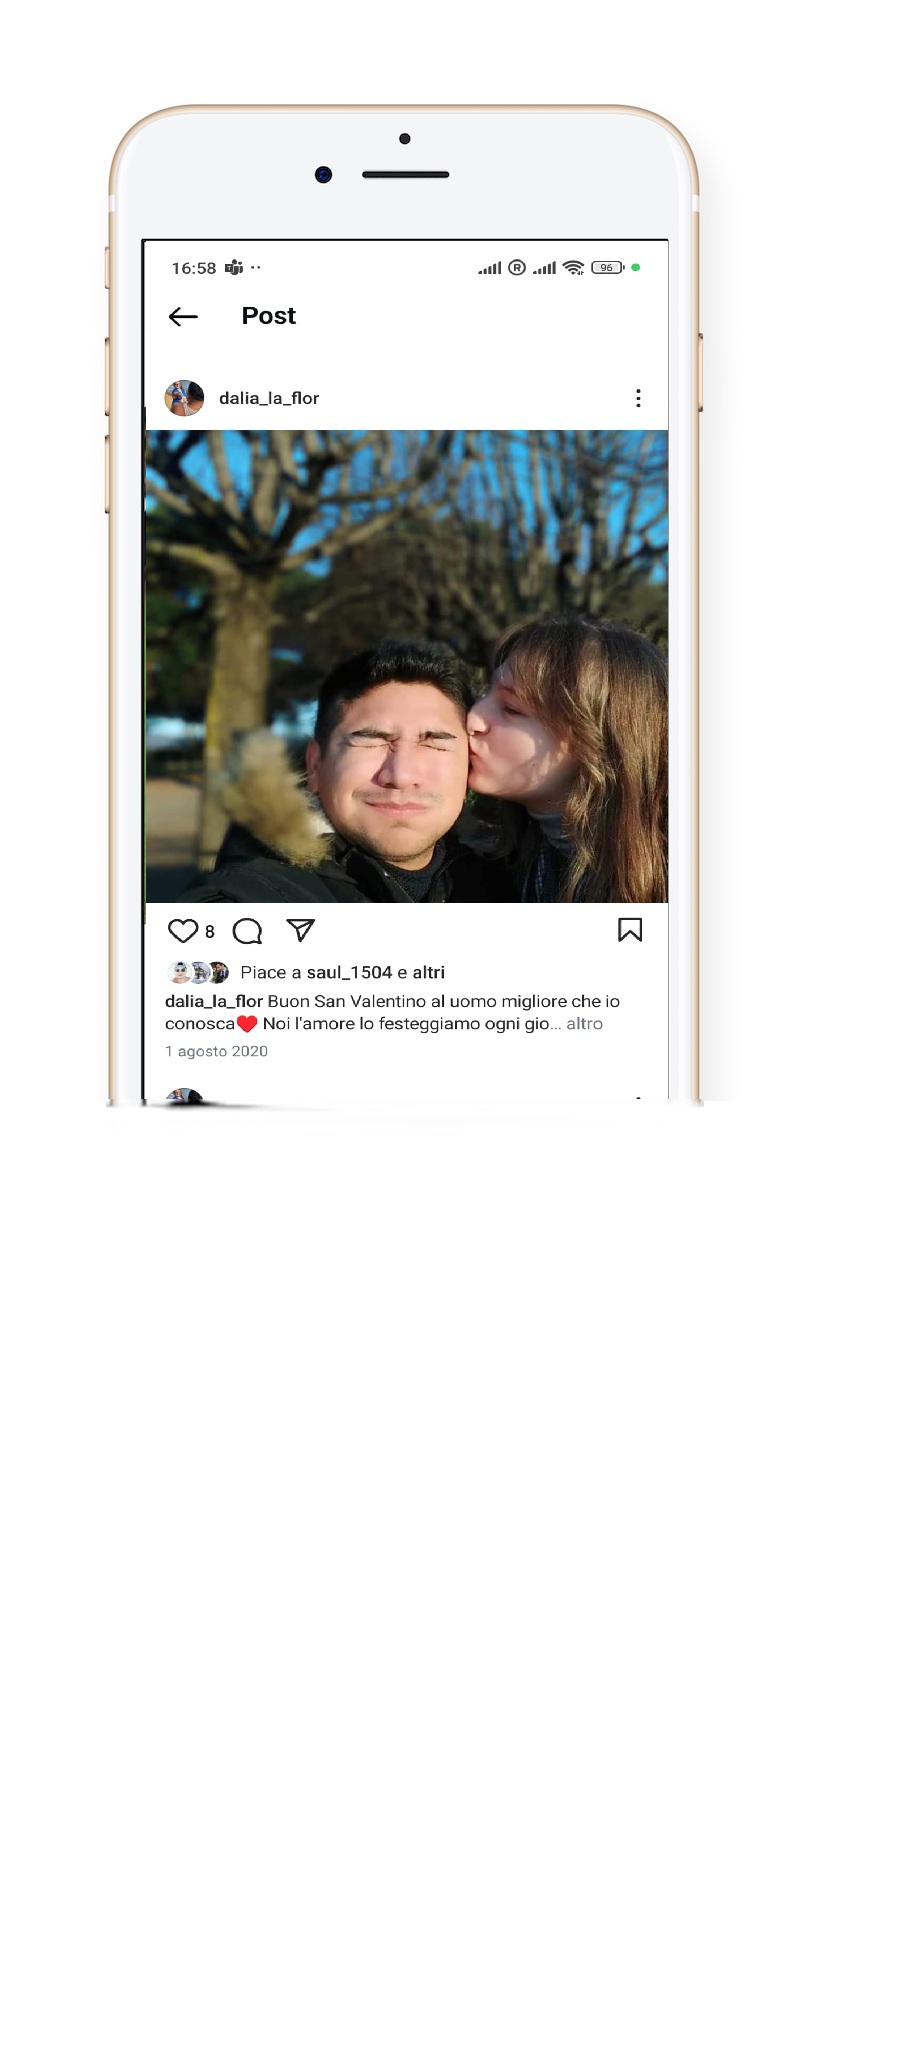 16:58
R
96
Post
dalia_la_flor
8
Piace a saul_1504 e altri
dalia_la_flor Buon San Valentino al uomo migliore che io
conosca❤️ Noi l'amore lo festeggiamo ogni gio... altro
1 agosto 2020